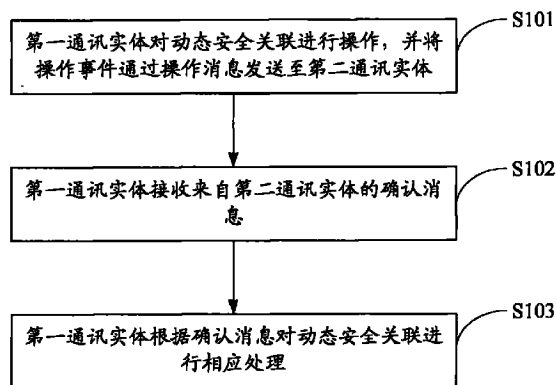 第一通讯实体对动态安全关联进行操作，并将
操作事件通过操作消息发送至第二通讯实体
S101
第一通讯实体接收来自第二通讯实体的确认消
息
S102
第一通讯实体根据确认消息对动态安全关联进
行相应处理
S103